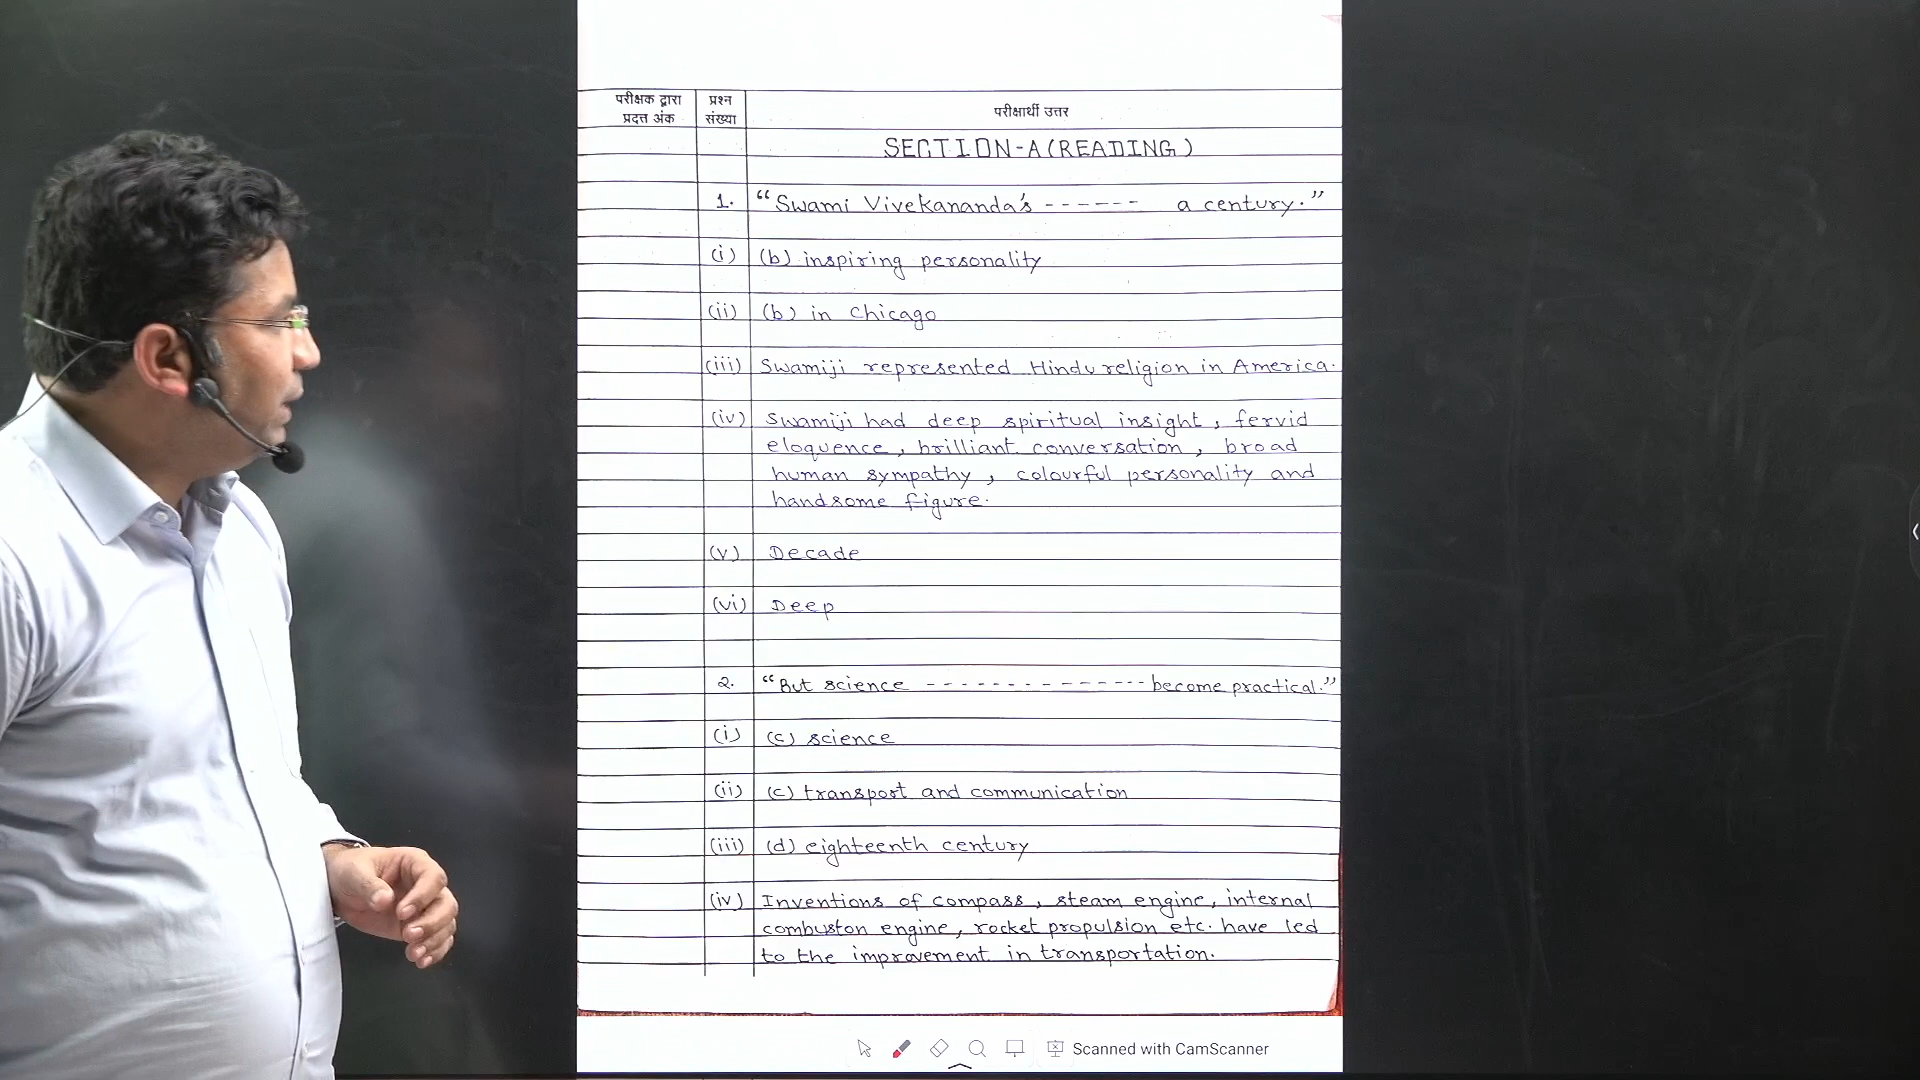 परीक्षक द्वारा
प्रदत्त अंक
प्रश्न
संख्या
परीक्षार्थी उत्तर
SECTION-A (READING)
1. “Swami Vivekananda's ------ a century.”
(i) (b) inspiring personality
(ii) (b) in Chicago
(iii) Swamiji represented Hindu religion in America.
(iv) Swamiji had deep spiritual insight, fervid
eloquence, brilliant conversation, broad
human sympathy, colourful personality and
handsome figure.
(v) Decade
(vi) Deep
2. “But science --------------- become practical.”
(i) (c) science
(ii) (c) transport and communication
(iii) (d) eighteenth century
(iv) Inventions of compass, steam engine, internal
combuston engine, rocket propulsion etc. have led
to the improvement in transportation.
Scanned with CamScanner